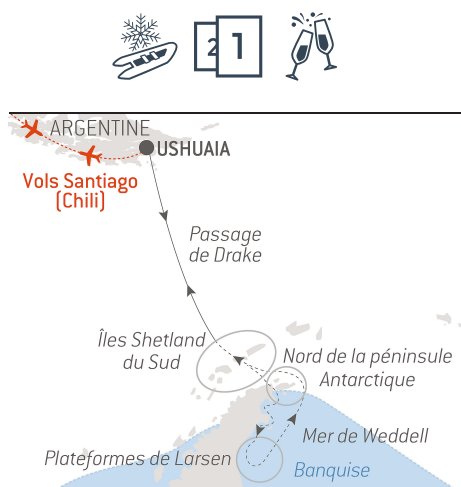 2 1
ARGENTINE
USHUAIA
Vols Santiago
(Chili)
Passage
de Drake
Îles Shetland
du Sud
Nord de la péninsule
Antarctique
Mer de Weddell
Plateformes de Larsen
Banquise